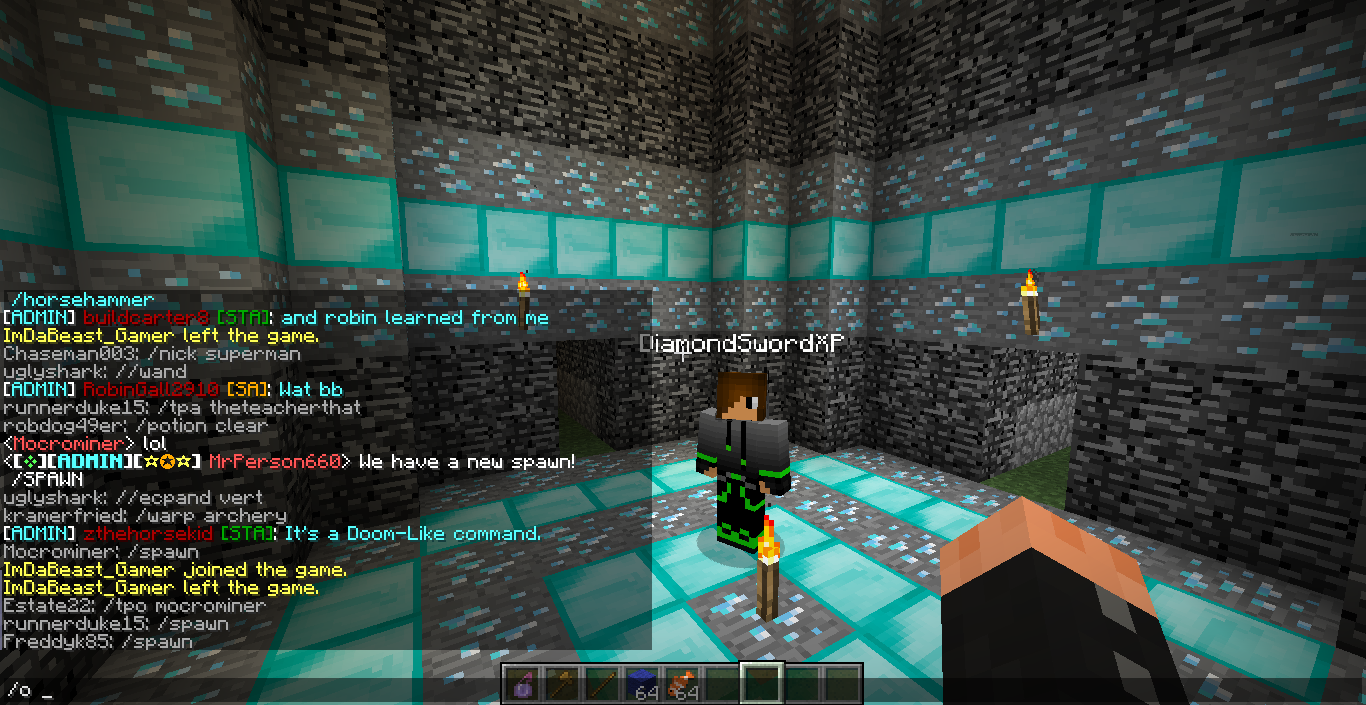 /horsehammer
[ADMIN] buildcarter8 [STA]: and robin learned from me
ImDaBeast_Gamer left the game.
Chaseman003: /nick superman
uglyshark: //wand
[ADMIN] RobinGall2910 [SA]: Wat bb
runnerduke15: /tpa theteacherthat
robdog49er: /potion clear
<Mocrominer> lol
<[❖][ADMIN][☆✪☆] MrPerson660> We have a new spawn!
/SPAWN
uglyshark: //ecpand vert
kramerfried: /warp archery
[ADMIN] zthehorsekid [STA]: It's a Doom-Like command.
Mocrominer: /spawn
ImDaBeast_Gamer joined the game.
ImDaBeast_Gamer left the game.
Estate22: /tpo mocrominer
runnerduke15: /spawn
Freddyk85: /spawn
DiamondSwordXP
/o _
64
64